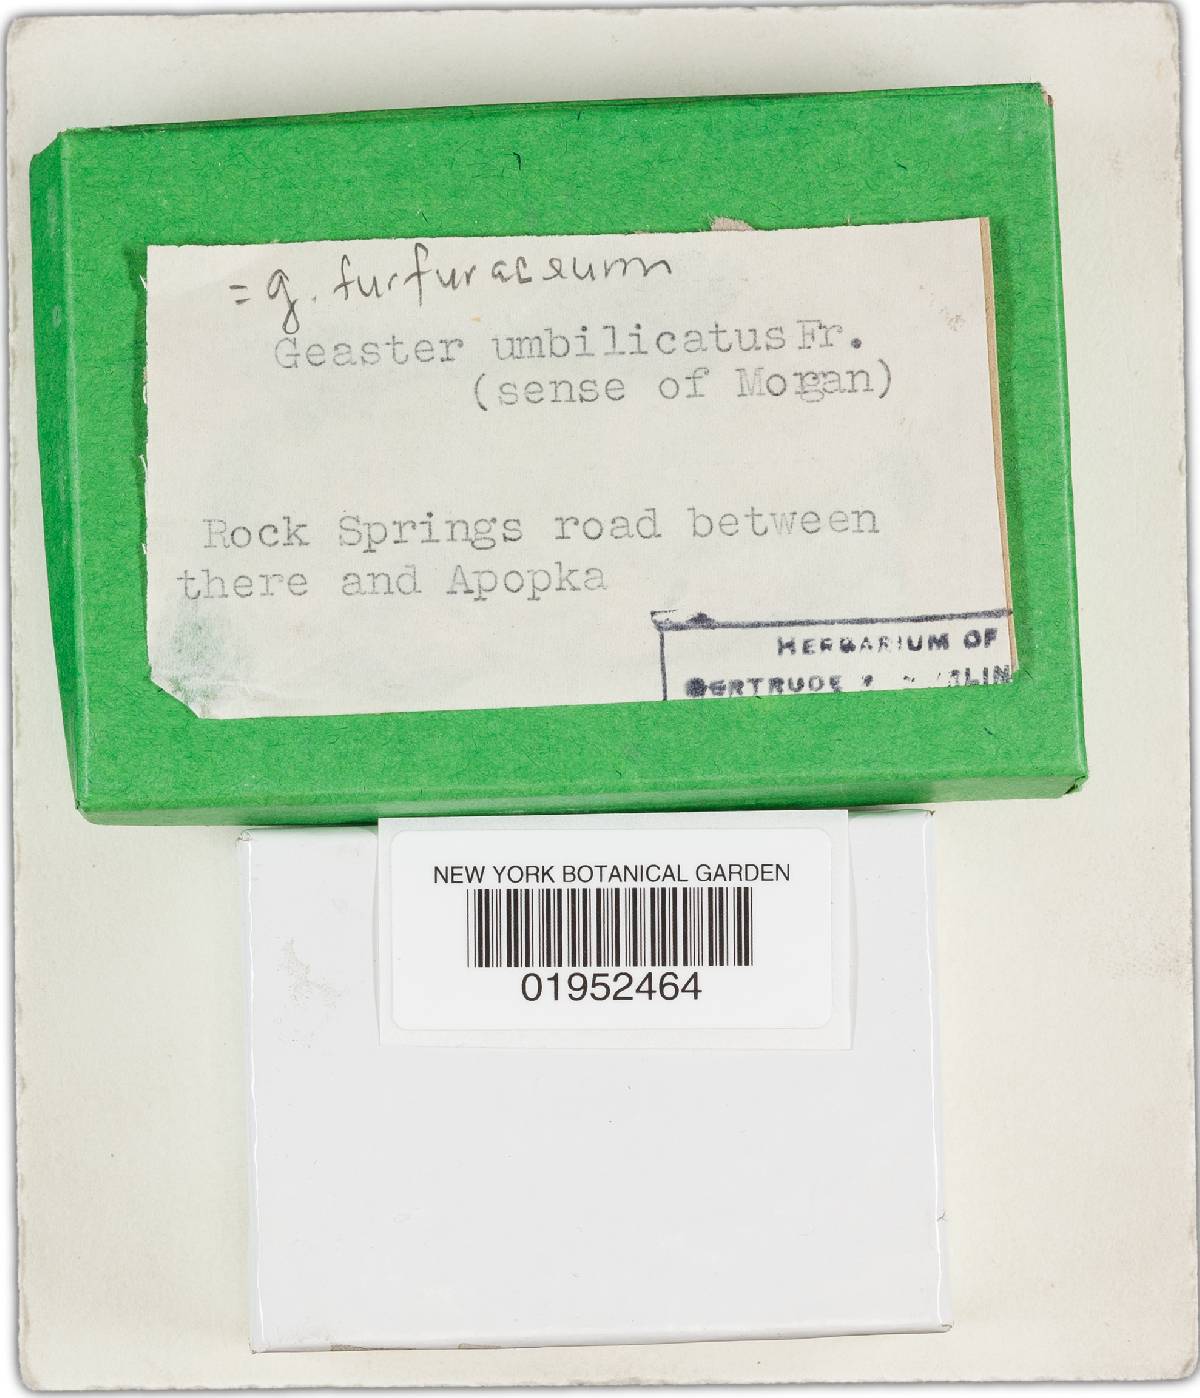 = g. furfuraceum
Geaster umbilicatus Fr.
(sense of Morgan)
Rock Springs road between
there and Apopka
HERBARIUM OF
GERTRUDE
NEW YORK BOTANICAL GARDEN
01952464